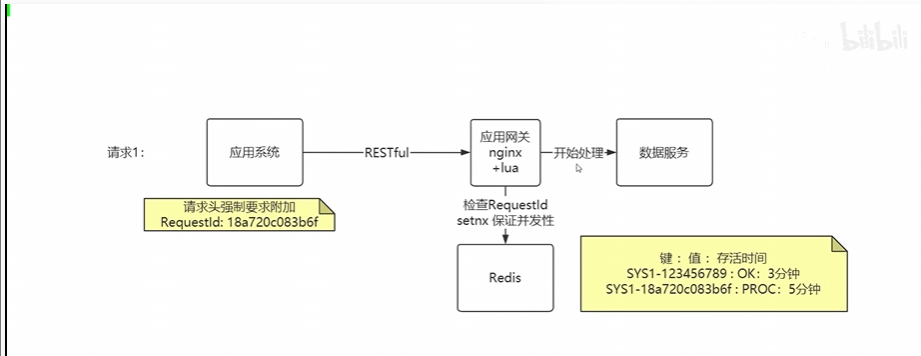 bilibili
请求1:
应用系统
RESTful
应用网关
nginx
+lua
开始处理
数据服务
请求头强制要求附加
RequestId: 18a720c083b6f
检查RequestId
setnx 保证并发性
Redis
键 : 值 : 存活时间
SYS1-123456789 : OK: 3分钟
SYS1-18a720c083b6f : PROC: 5分钟